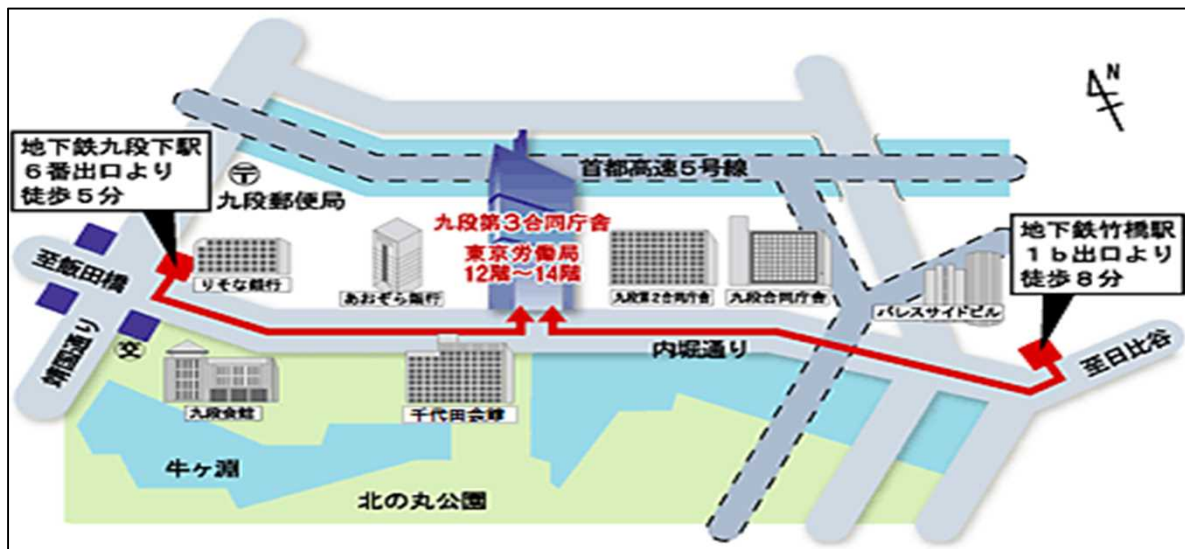 N
地下鉄九段下駅
6番出口より
徒歩5分
〒
九段郵便局
首都高速5号線
九段第3合同庁舎
東京労働局
12階~14階
地下鉄竹橋駅
1b出口より
徒歩8分
至飯田橋
りそな銀行
あおぞら銀行
九段第2合同庁舎
九段合同庁舎
パレスサイドビル
靖国通り
交
内堀通り
至日比谷
九段会館
千代田会館
牛ヶ淵
北の丸公園